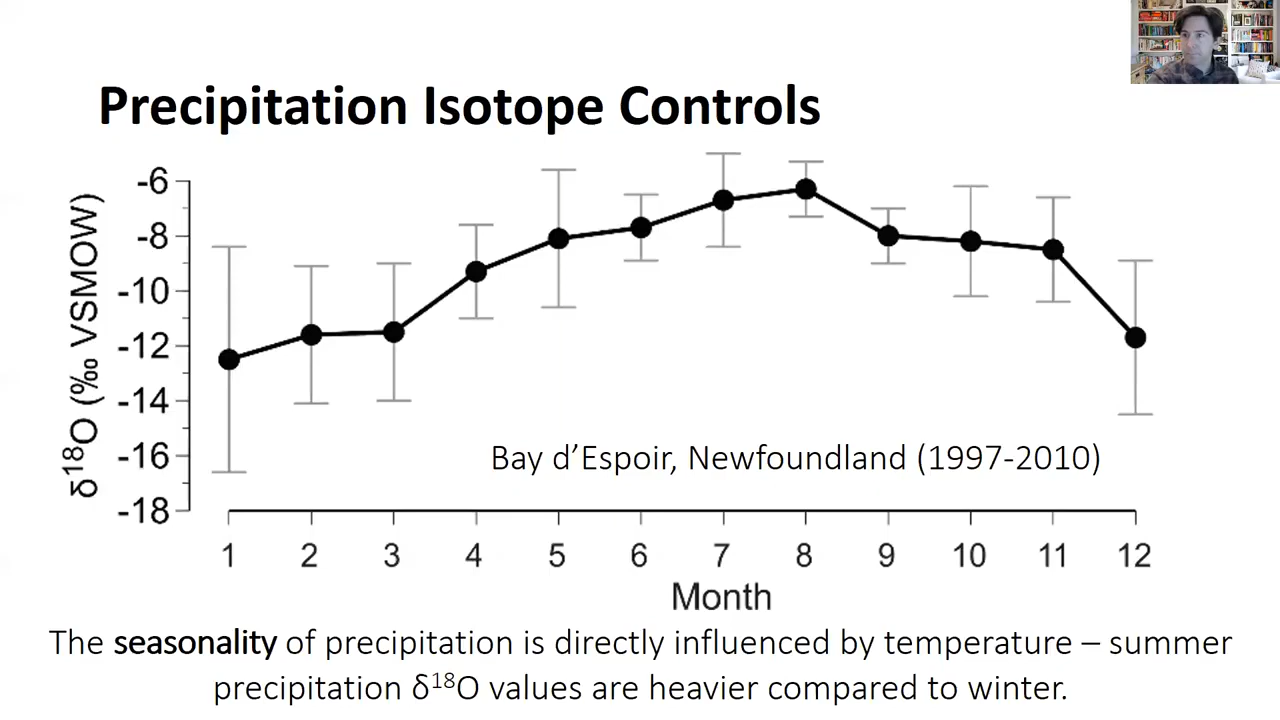 Precipitation Isotope Controls
δ¹⁸O (‰ VSMOW)
-6
-8
-10
-12
-14
-16
-18
Bay d’Espoir, Newfoundland (1997-2010)
1 2 3 4 5 6 7 8 9 10 11 12
Month
The seasonality of precipitation is directly influenced by temperature – summer
precipitation δ¹⁸O values are heavier compared to winter.